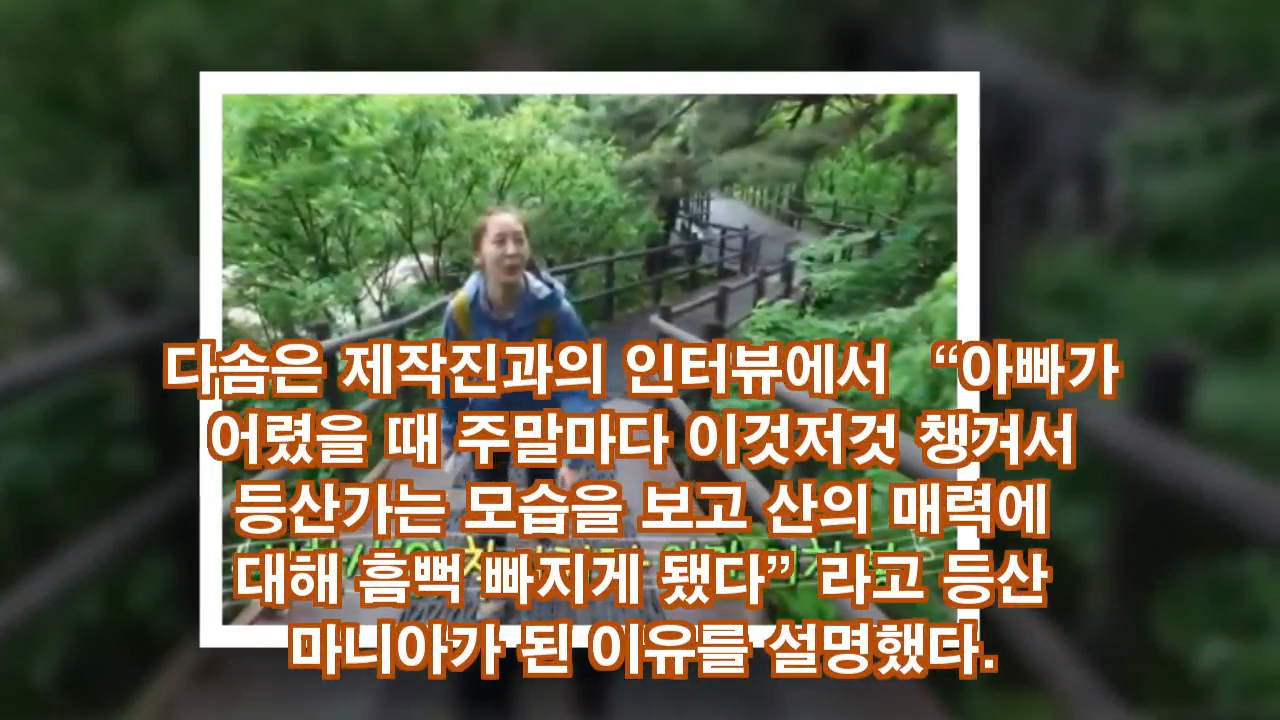 다솜은 제작진과의 인터뷰에서 “아빠가
어렸을 때 주말마다 이것저것 챙겨서
등산가는 모습을 보고 산의 매력에
대해 흠뻑 빠지게 됐다” 라고 등산
마니아가 된 이유를 설명했다.